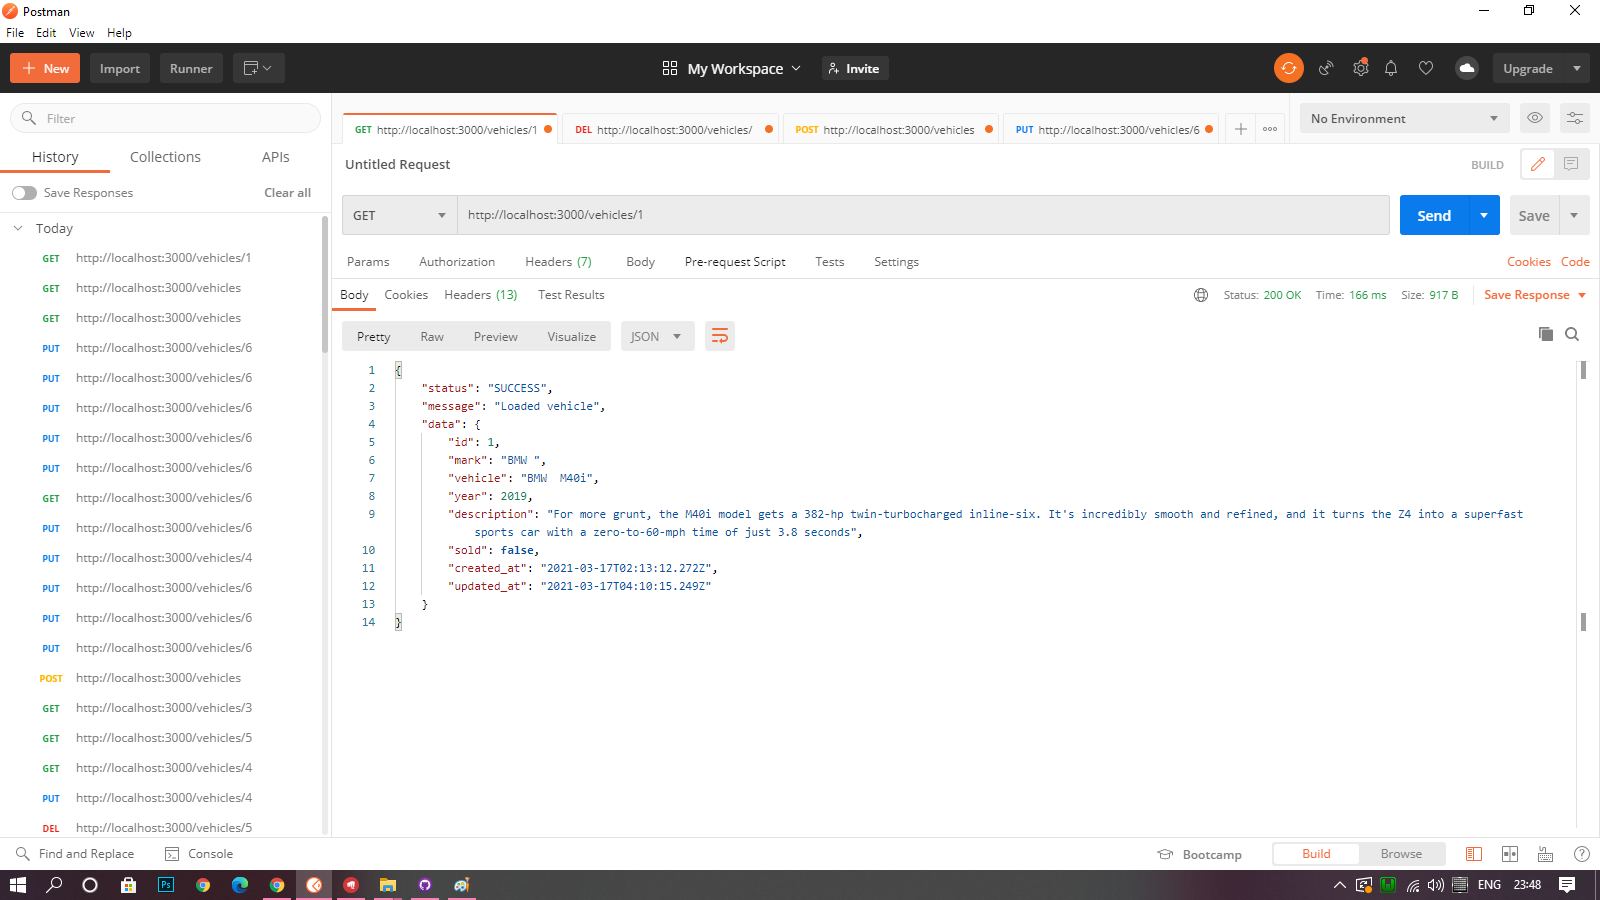 Postman
File Edit View Help
New Import Runner My Workspace Invite Upgrade
Filter
History Collections APIs
Save Responses Clear all
Today
GET http://localhost:3000/vehicles/1
GET http://localhost:3000/vehicles
GET http://localhost:3000/vehicles
PUT http://localhost:3000/vehicles/6
PUT http://localhost:3000/vehicles/6
PUT http://localhost:3000/vehicles/6
PUT http://localhost:3000/vehicles/6
PUT http://localhost:3000/vehicles/6
GET http://localhost:3000/vehicles/6
PUT http://localhost:3000/vehicles/6
PUT http://localhost:3000/vehicles/4
PUT http://localhost:3000/vehicles/6
PUT http://localhost:3000/vehicles/6
PUT http://localhost:3000/vehicles/6
POST http://localhost:3000/vehicles
GET http://localhost:3000/vehicles/3
GET http://localhost:3000/vehicles/5
GET http://localhost:3000/vehicles/4
PUT http://localhost:3000/vehicles/4
DEL http://localhost:3000/vehicles/5
GET http://localhost:3000/vehicles/1 DEL http://localhost:3000/vehicles/ POST http://localhost:3000/vehicles PUT http://localhost:3000/vehicles/6 No Environment
Untitled Request BUILD
GET http://localhost:3000/vehicles/1 Send Save
Params Authorization Headers (7) Body Pre-request Script Tests Settings Cookies Code
Body Cookies Headers (13) Test Results Status: 200 OK Time: 166 ms Size: 917 B Save Response
Pretty Raw Preview Visualize JSON
1 {
2 "status": "SUCCESS",
3 "message": "Loaded vehicle",
4 "data": {
5 "id": 1,
6 "mark": "BMW ",
7 "vehicle": "BMW  M40i",
8 "year": 2019,
9 "description": "For more grunt, the M40i model gets a 382-hp twin-turbocharged inline-six. It's incredibly smooth and refined, and it turns the Z4 into a superfast
sports car with a zero-to-60-mph time of just 3.8 seconds",
10 "sold": false,
11 "created_at": "2021-03-17T02:13:12.272Z",
12 "updated_at": "2021-03-17T04:10:15.249Z"
13 }
14 }
Find and Replace Console Bootcamp Build Browse
Ps ENG 23:48